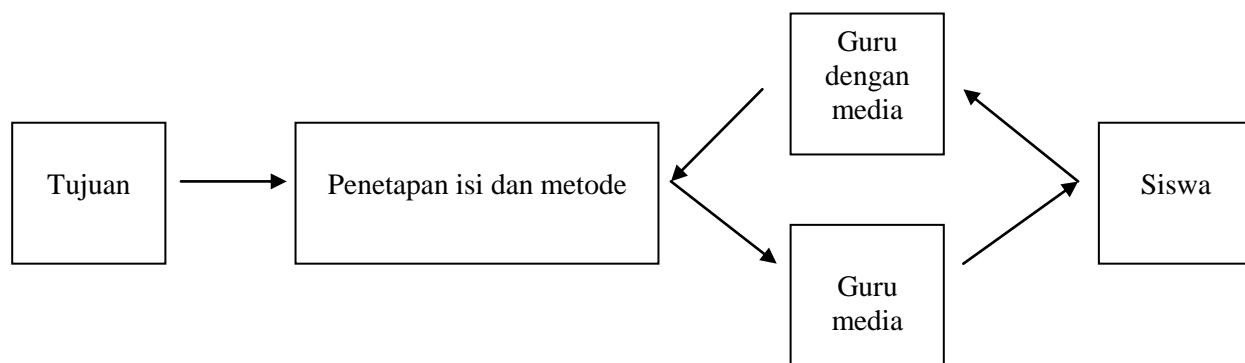 Tujuan
Penetapan isi dan metode
Guru
dengan
media
Guru
media
Siswa